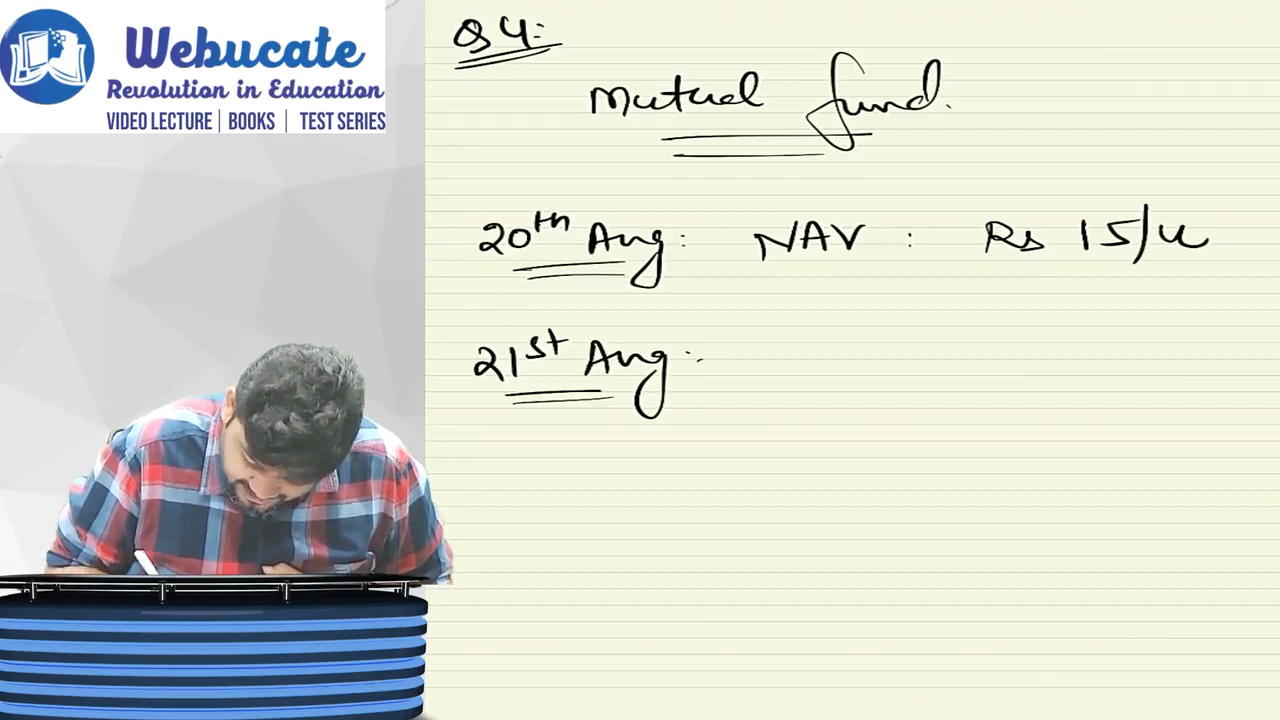 Webucate
Revolution in Education
VIDEO LECTURE | BOOKS | TEST SERIES
Q4:
Mutual fund.
20th Aug: NAV : Rs 15/u
21st Aug: